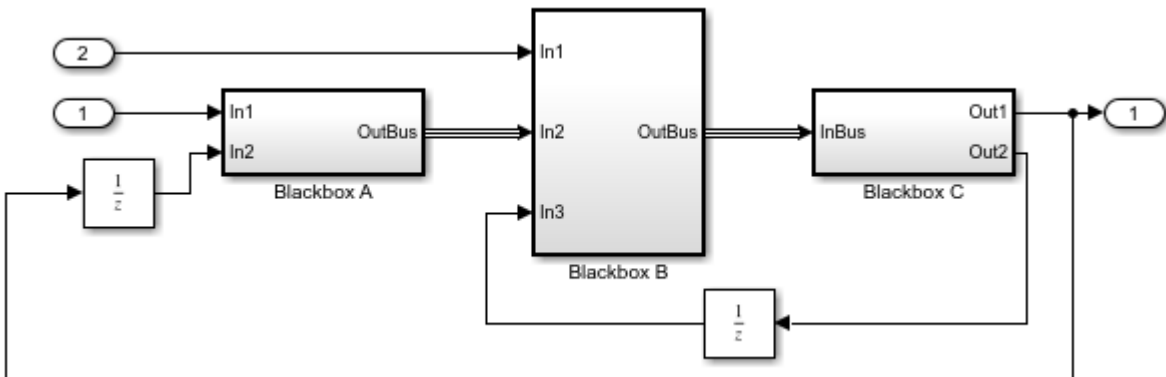 2
In1
1
In1
OutBus
In2
OutBus
InBus
Out1
1
In2
Out2
1
z
Blackbox A
Blackbox C
In3
Blackbox B
1
z